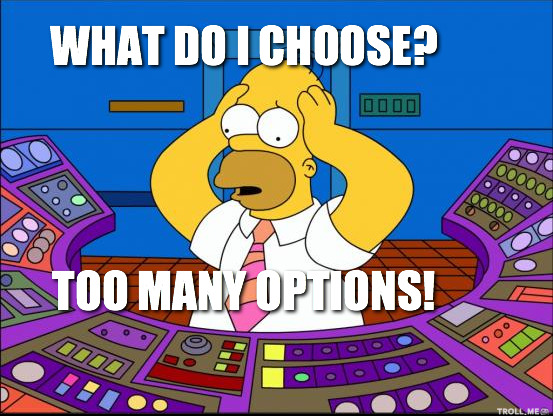 WHAT DO I CHOOSE?
TOO MANY OPTIONS!
TROLL.ME